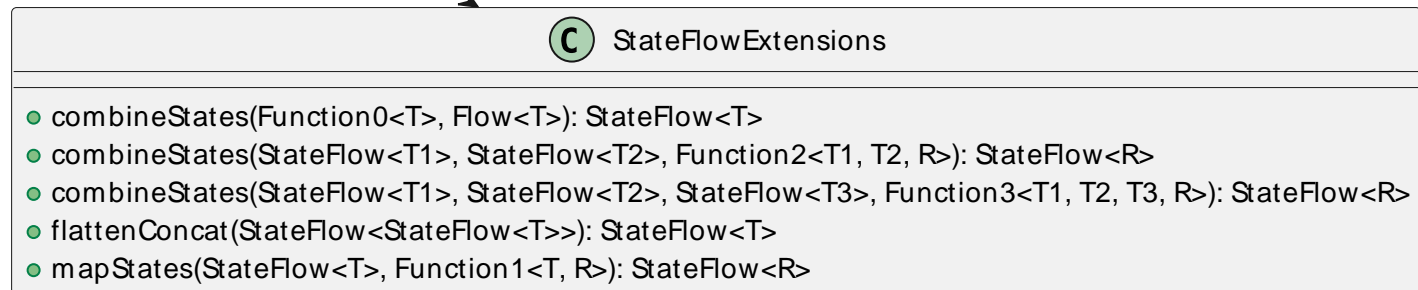 C StateFlowExtensions
combineStates(Function0<T>, Flow<T>): StateFlow<T>
combineStates(StateFlow<T1>, StateFlow<T2>, Function2<T1, T2, R>): StateFlow<R>
combineStates(StateFlow<T1>, StateFlow<T2>, StateFlow<T3>, Function3<T1, T2, T3, R>): StateFlow<R>
flattenConcat(StateFlow<StateFlow<T>>): StateFlow<T>
mapStates(StateFlow<T>, Function1<T, R>): StateFlow<R>